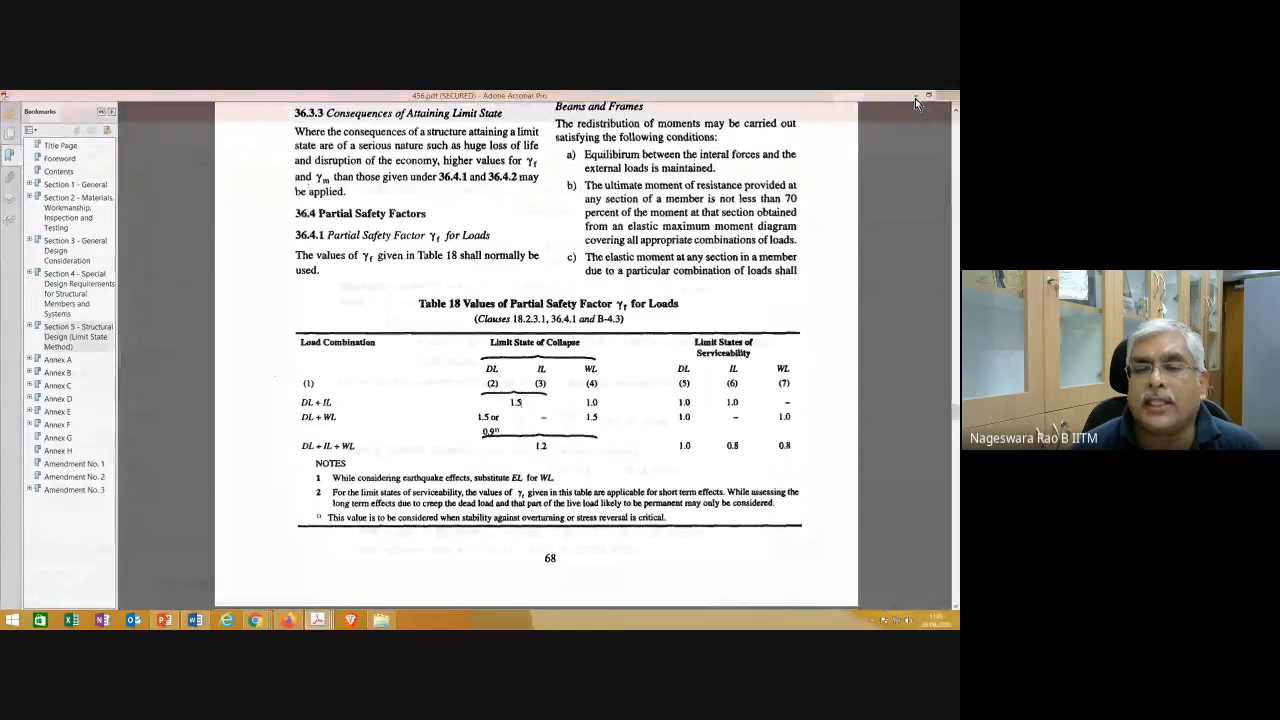 456.pdf (SECURED) - Adobe Acrobat Pro
Bookmarks
Title Page
Foreword
Contents
Section 1 - General
Section 2 - Materials,
Workmanship,
Inspection and
Testing
Section 3 - General
Design
Consideration
Section 4 - Special
Design Requirements
for Structural
Members and
Systems
Section 5 - Structural
Design (Limit State
Method)
Annex A
Annex B
Annex C
Annex D
Annex E
Annex F
Annex G
Annex H
Amendment No. 1
Amendment No. 2
Amendment No. 3
36.3.3 Consequences of Attaining Limit State
Where the consequences of a structure attaining a limit
state are of a serious nature such as huge loss of life
and disruption of the economy, higher values for γf
and γm than those given under 36.4.1 and 36.4.2 may
be applied.
36.4 Partial Safety Factors
36.4.1 Partial Safety Factor γf for Loads
The values of γf given in Table 18 shall normally be
used.
Beams and Frames
The redistribution of moments may be carried out
satisfying the following conditions:
a) Equilibirum between the interal forces and the
external loads is maintained.
b) The ultimate moment of resistance provided at
any section of a member is not less than 70
percent of the moment at that section obtained
from an elastic maximum moment diagram
covering all appropriate combinations of loads.
c) The elastic moment at any section in a member
due to a particular combination of loads shall
Table 18 Values of Partial Safety Factor γf for Loads
(Clauses 18.2.3.1, 36.4.1 and B-4.3)
Load Combination Limit State of Collapse Limit States of
Serviceability
DL IL WL DL IL WL
(1) (2) (3) (4) (5) (6) (7)
DL + IL 1.5 1.0 1.0 1.0 –
DL + WL 1.5 or – 1.5 1.0 – 1.0
0.9¹⁾
DL + IL + WL 1.2 1.0 0.8 0.8
NOTES
1 While considering earthquake effects, substitute EL for WL.
2 For the limit states of serviceability, the values of γf given in this table are applicable for short term effects. While assessing the
long term effects due to creep the dead load and that part of the live load likely to be permanent may only be considered.
¹⁾ This value is to be considered when stability against overturning or stress reversal is critical.
68
Nageswara Rao B IITM